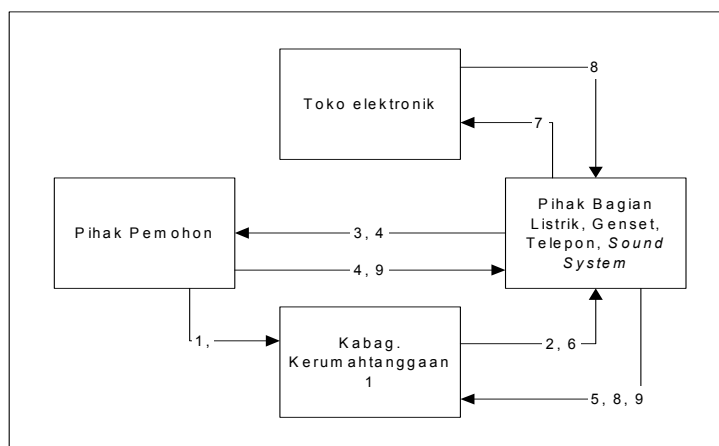 8
Toko elektronik
7
Pihak Bagian
Listrik, Genset,
Telepon, Sound
System
Pihak Pemohon
3, 4
4, 9
1,
Kabag.
Kerumahtanggaan
1
2, 6
5, 8, 9